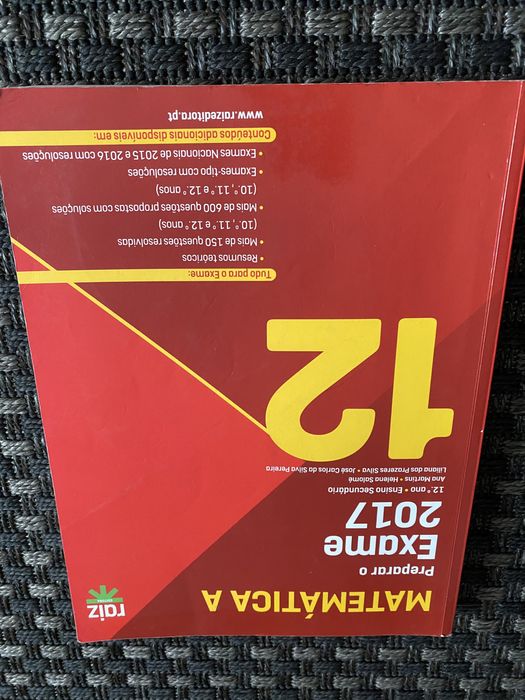 raiz
EDITORA
MATEMÁTICA A
Preparar o
Exame
2017
12.º ano • Ensino Secundário
Ana Martins • Helena Salomé
Liliana dos Prazeres Silva • José Carlos da Silva Pereira
12
Tudo para o Exame:
• Resumos teóricos
• Mais de 150 questões resolvidas
(10.º, 11.º e 12.º anos)
• Mais de 600 questões propostas com soluções
(10.º, 11.º e 12.º anos)
• Exames-tipo com resoluções
• Exames Nacionais de 2015 e 2016 com resoluções
Conteúdos adicionais disponíveis em:
www.raizeditora.pt